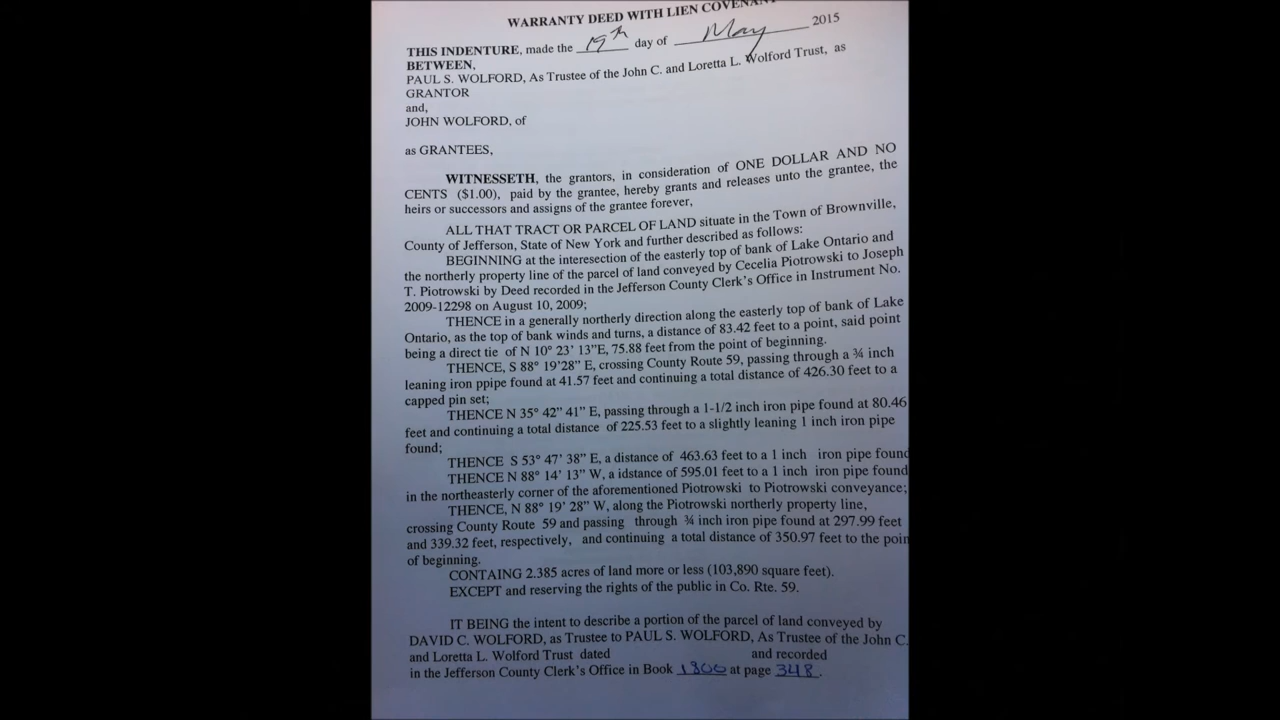 WARRANTY DEED WITH LIEN COVENANT
THIS INDENTURE, made the 19th day of May 2015
BETWEEN,
PAUL S. WOLFORD, As Trustee of the John C. and Loretta L. Wolford Trust, as
GRANTOR
and,
JOHN WOLFORD, of
as GRANTEES,
WITNESSETH, the grantors, in consideration of ONE DOLLAR AND NO
CENTS ($1.00), paid by the grantee, hereby grants and releases unto the grantee, the
heirs or successors and assigns of the grantee forever,
ALL THAT TRACT OR PARCEL OF LAND situate in the Town of Brownville,
County of Jefferson, State of New York and further described as follows:
BEGINNING at the interesection of the easterly top of bank of Lake Ontario and
the northerly property line of the parcel of land conveyed by Cecelia Piotrowski to Joseph
T. Piotrowski by Deed recorded in the Jefferson County Clerk's Office in Instrument No.
2009-12298 on August 10, 2009;
THENCE in a generally northerly direction along the easterly top of bank of Lake
Ontario, as the top of bank winds and turns, a distance of 83.42 feet to a point, said point
being a direct tie of N 10° 23' 13"E, 75.88 feet from the point of beginning.
THENCE, S 88° 19'28" E, crossing County Route 59, passing through a ¾ inch
leaning iron ppipe found at 41.57 feet and continuing a total distance of 426.30 feet to a
capped pin set;
THENCE N 35° 42" 41" E, passing through a 1-1/2 inch iron pipe found at 80.46
feet and continuing a total distance of 225.53 feet to a slightly leaning 1 inch iron pipe
found;
THENCE S 53° 47' 38" E, a distance of 463.63 feet to a 1 inch iron pipe found
THENCE N 88° 14' 13" W, a idstance of 595.01 feet to a 1 inch iron pipe found
in the northeasterly corner of the aforementioned Piotrowski to Piotrowski conveyance;
THENCE, N 88° 19' 28" W, along the Piotrowski northerly property line,
crossing County Route 59 and passing through ¾ inch iron pipe found at 297.99 feet
and 339.32 feet, respectively, and continuing a total distance of 350.97 feet to the poin
of beginning.
CONTAING 2.385 acres of land more or less (103,890 square feet).
EXCEPT and reserving the rights of the public in Co. Rte. 59.
IT BEING the intent to describe a portion of the parcel of land conveyed by
DAVID C. WOLFORD, as Trustee to PAUL S. WOLFORD, As Trustee of the John C.
and Loretta L. Wolford Trust dated and recorded
in the Jefferson County Clerk's Office in Book 1300 at page 348.